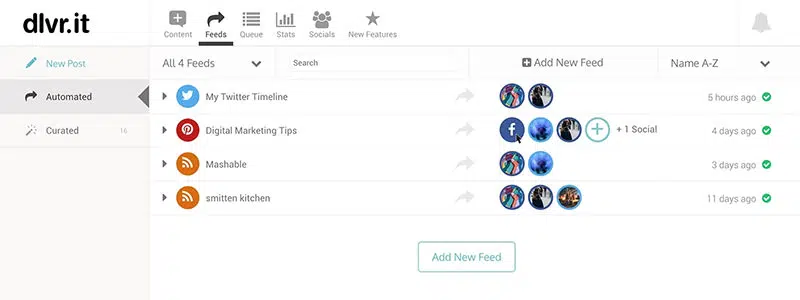 dlvr.it
Content
Feeds
Queue
Stats
Socials
New Features
New Post
Automated
Curated 16
All 4 Feeds
Search
Add New Feed
Name A-Z
My Twitter Timeline 5 hours ago
Digital Marketing Tips + 1 Social 4 days ago
Mashable 3 days ago
smitten kitchen 11 days ago
Add New Feed